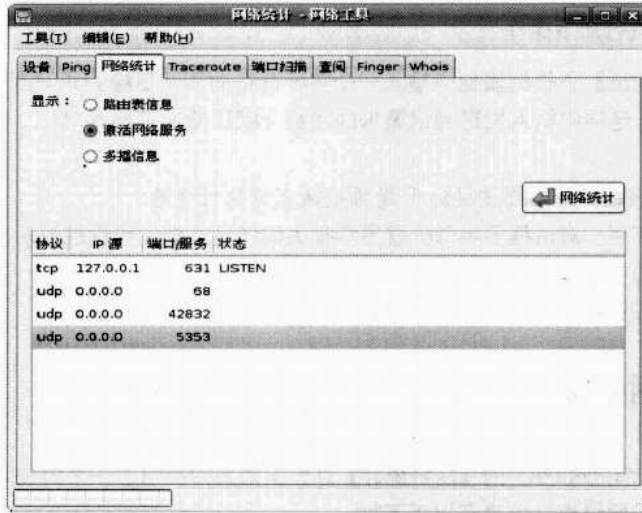 网络统计 - 网络工具
工具(T) 编辑(E) 帮助(H)
设备 Ping 网络统计 Traceroute 端口扫描 查阅 Finger Whois
显示： 路由表信息
激活网络服务
多播信息
网络统计
协议 IP 源 端口/服务 状态
tcp 127.0.0.1 631 LISTEN
udp 0.0.0.0 68
udp 0.0.0.0 42832
udp 0.0.0.0 5353